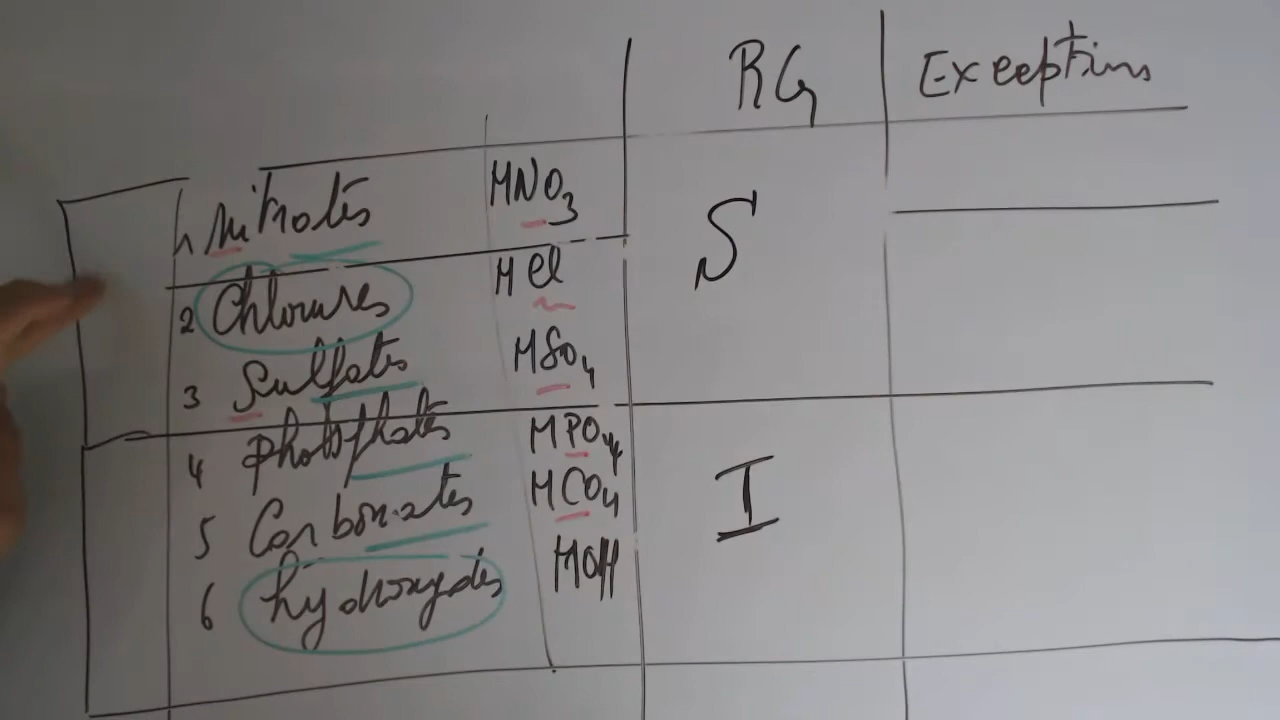 RG Exceptions
1 Nitrates MNO3
2 Chlorures MCl
S
3 Sulfates MSO4
4 phosphates MPO4
5 Carbonates MCO4
I
6 hydroxydes MOH